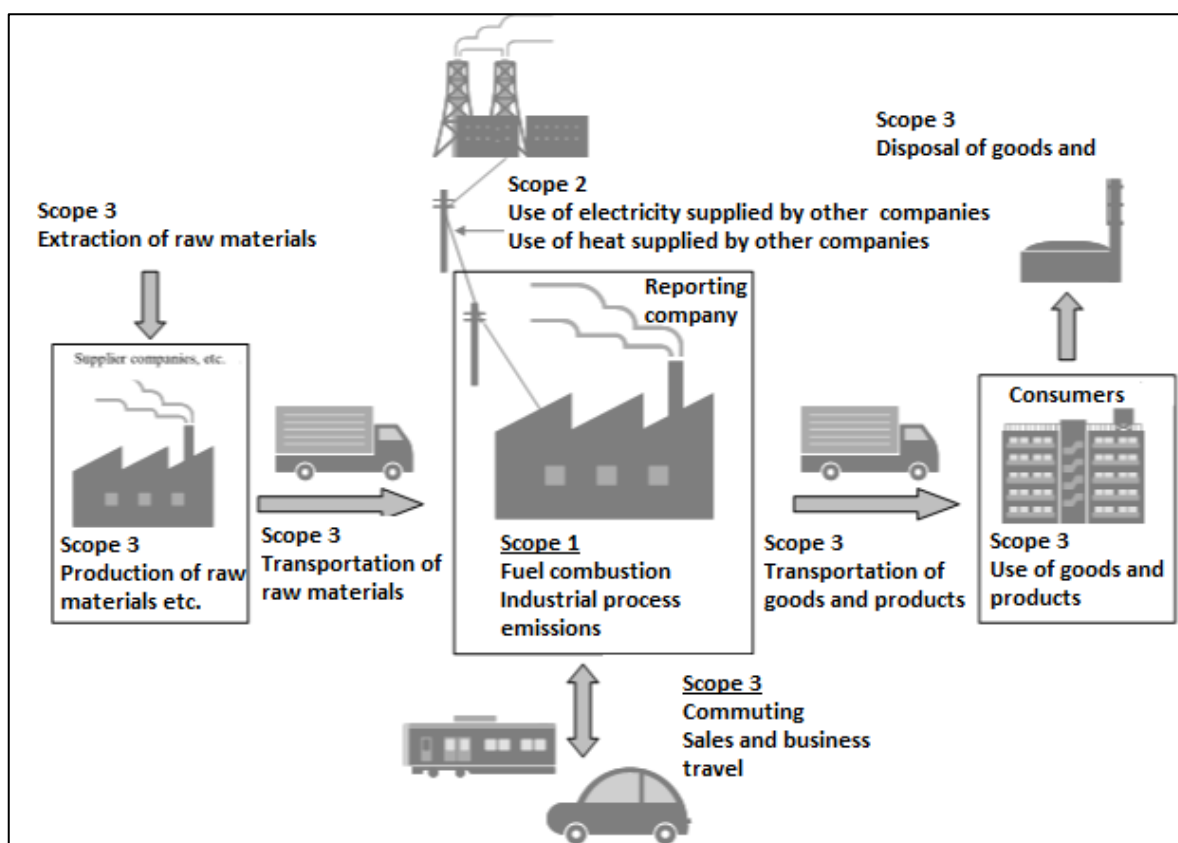 Scope 3
Disposal of goods and
Scope 2
Use of electricity supplied by other companies
Use of heat supplied by other companies
Scope 3
Extraction of raw materials
Reporting
company
Supplier companies, etc.
Consumers
Scope 3
Production of raw
materials etc.
Scope 3
Transportation of
raw materials
Scope 1
Fuel combustion
Industrial process
emissions
Scope 3
Transportation of
goods and products
Scope 3
Use of goods and
products
Scope 3
Commuting
Sales and business
travel